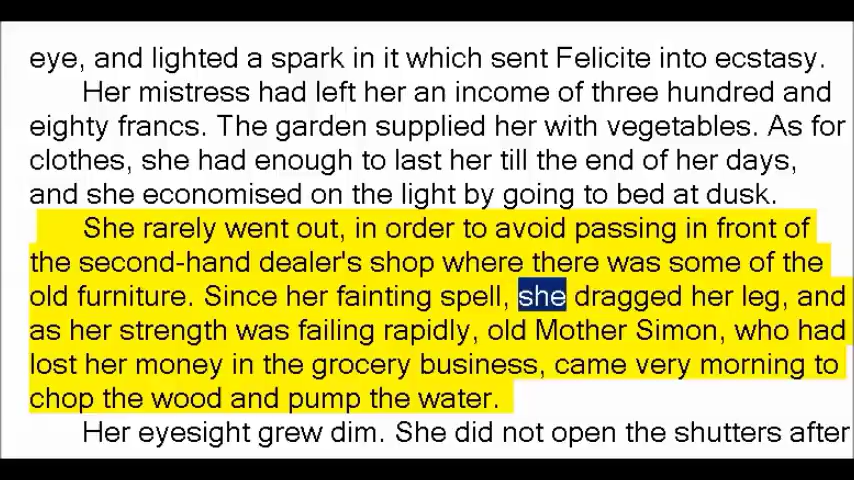 eye, and lighted a spark in it which sent Felicite into ecstasy.
Her mistress had left her an income of three hundred and
eighty francs. The garden supplied her with vegetables. As for
clothes, she had enough to last her till the end of her days,
and she economised on the light by going to bed at dusk.
She rarely went out, in order to avoid passing in front of
the second-hand dealer's shop where there was some of the
old furniture. Since her fainting spell, she dragged her leg, and
as her strength was failing rapidly, old Mother Simon, who had
lost her money in the grocery business, came very morning to
chop the wood and pump the water.
Her eyesight grew dim. She did not open the shutters after